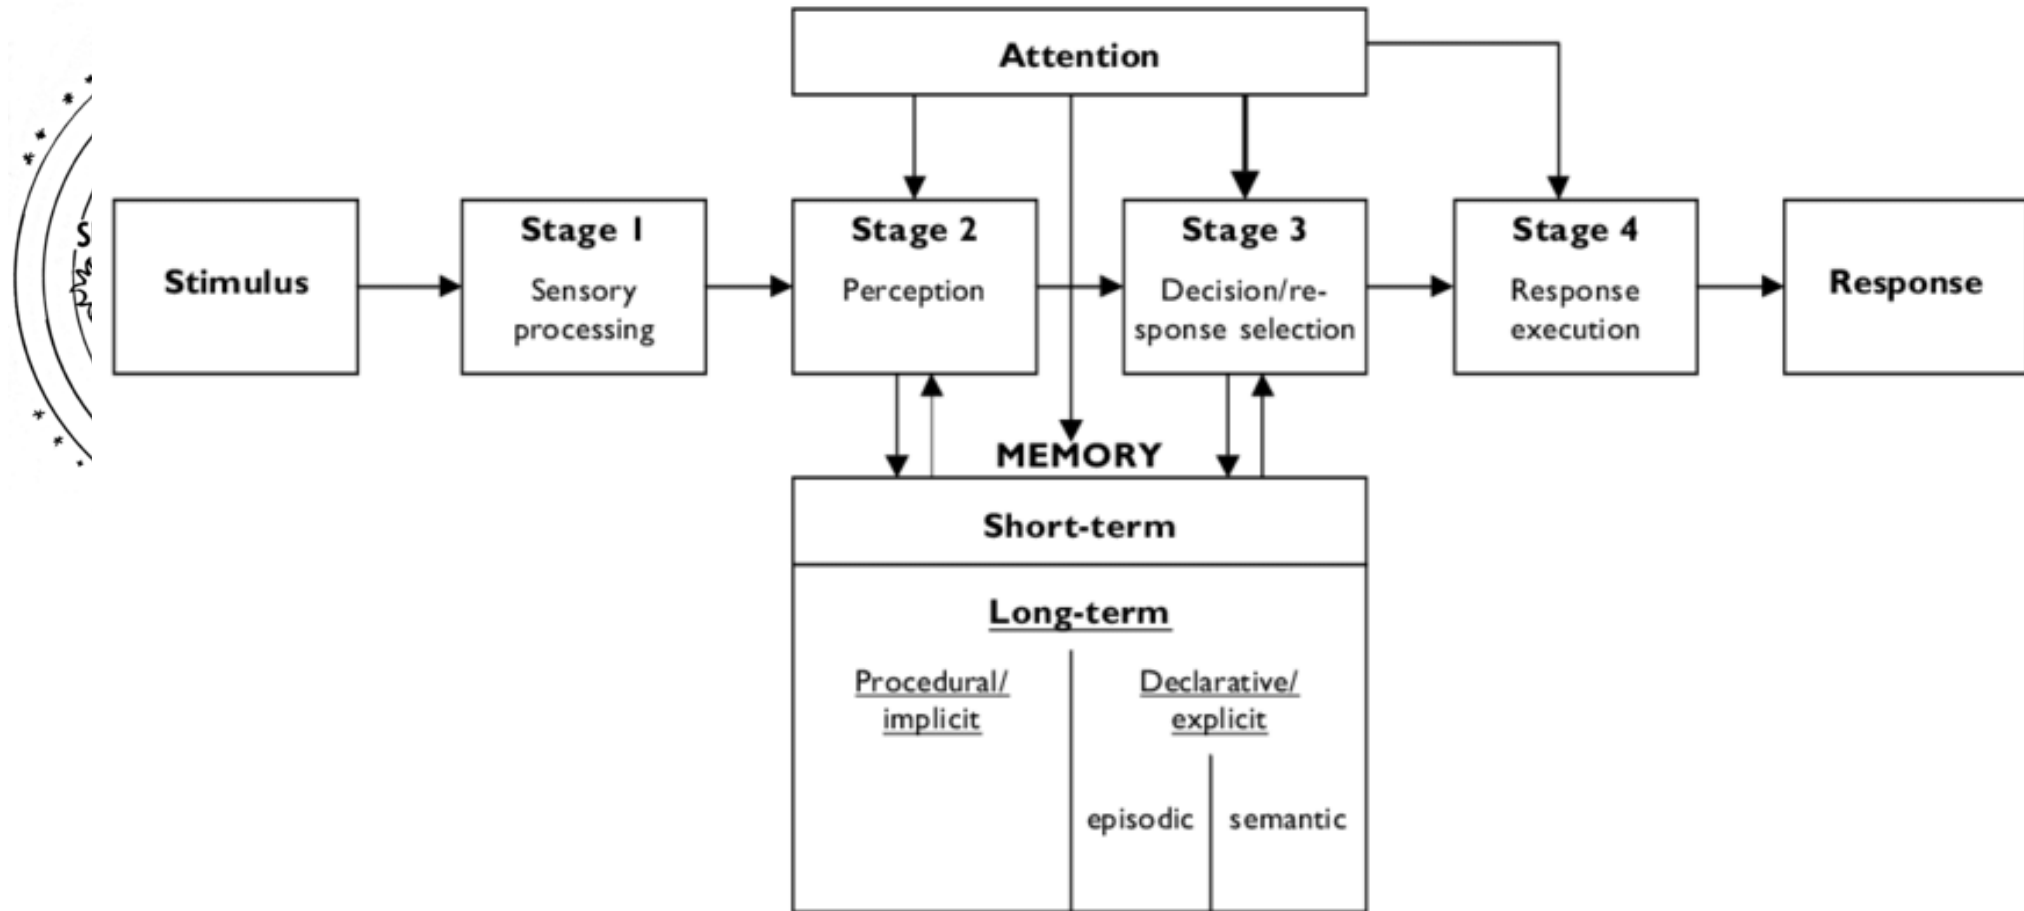 Attention
Stimulus
Stage 1
Sensory
processing
Stage 2
Perception
Stage 3
Decision/re-
sponse selection
Stage 4
Response
execution
Response
MEMORY
Short-term
Long-term
Procedural/
implicit
Declarative/
explicit
episodic
semantic